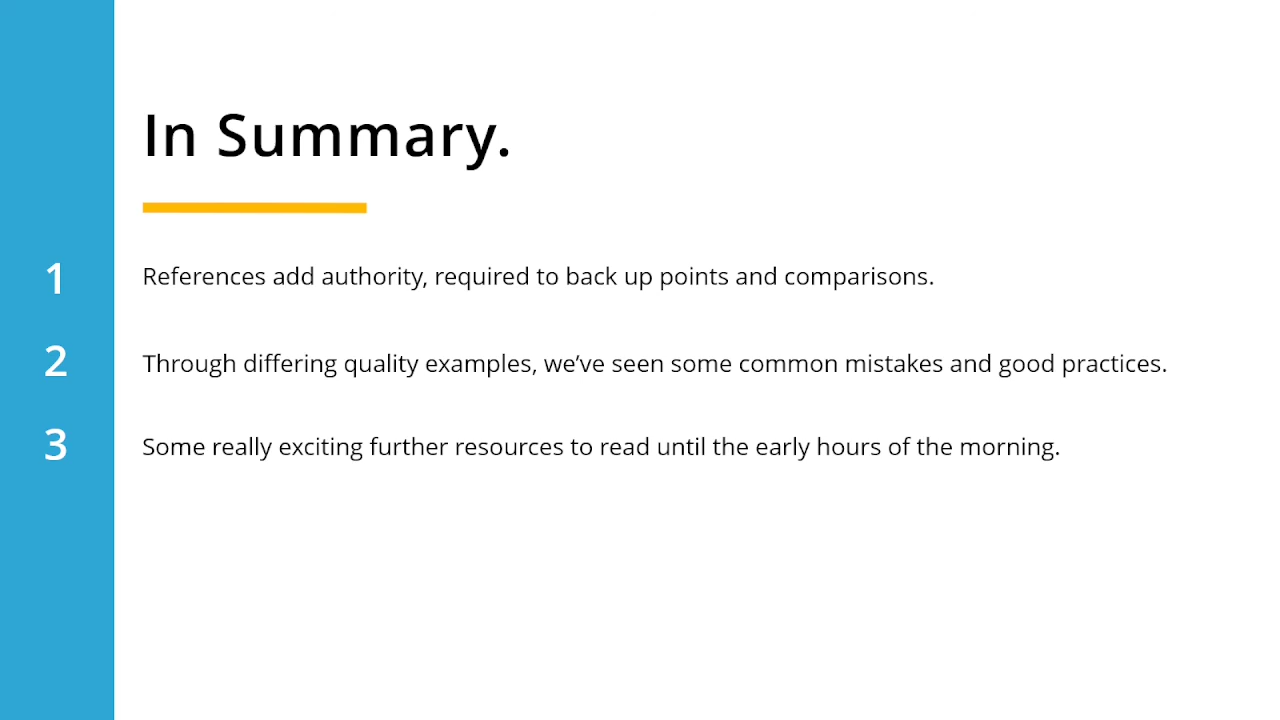 In Summary.
1 References add authority, required to back up points and comparisons.
2 Through differing quality examples, we’ve seen some common mistakes and good practices.
3 Some really exciting further resources to read until the early hours of the morning.